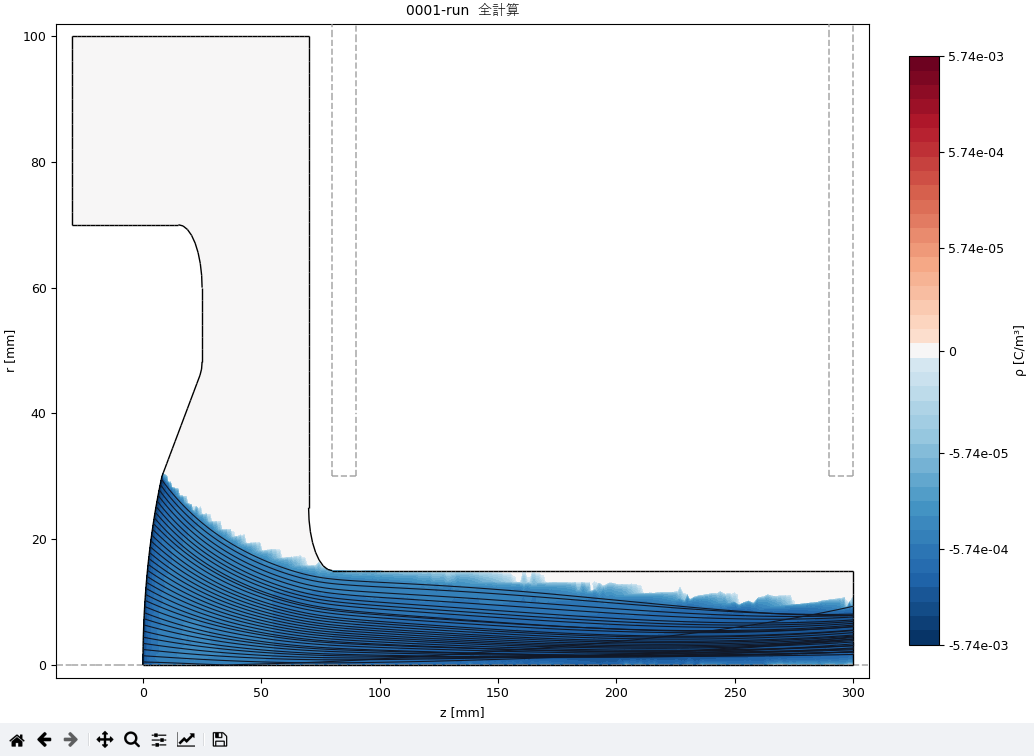 0001-run 全計算
r [mm]
100
80
60
40
20
0
0
50
100
150
200
250
300
z [mm]
5.74e-03
5.74e-04
5.74e-05
0
-5.74e-05
-5.74e-04
-5.74e-03
ρ [C/m³]